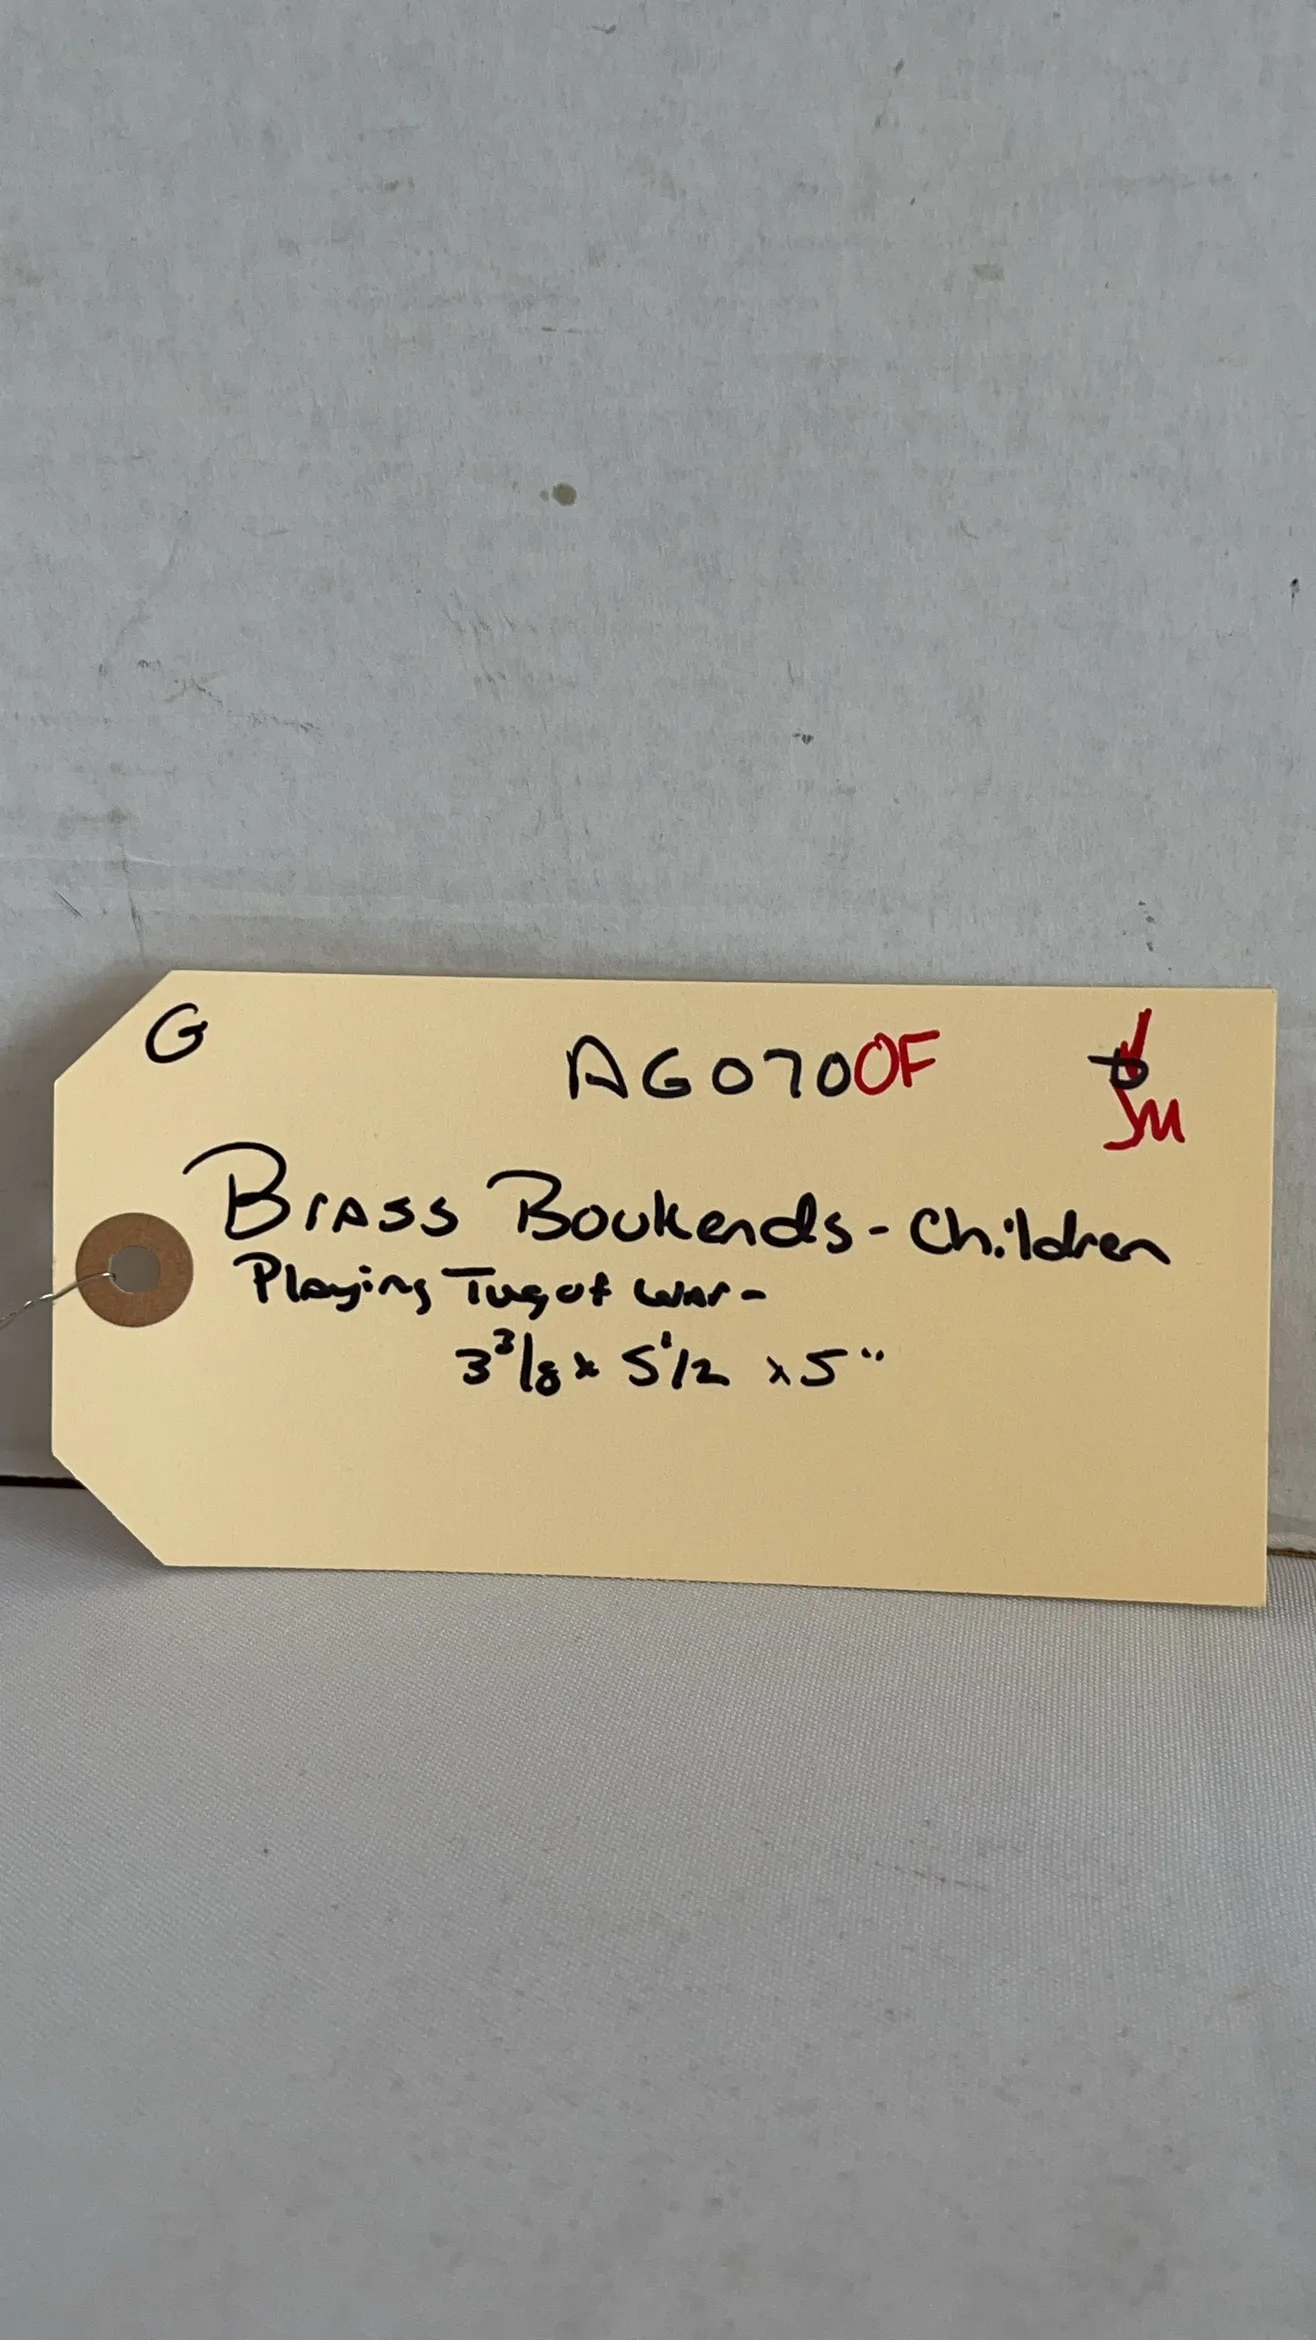 G
AG070OF
JM
Brass Bookends - Children
Playing Tug of War -
3 3/8 x 5 1/2 x 5"